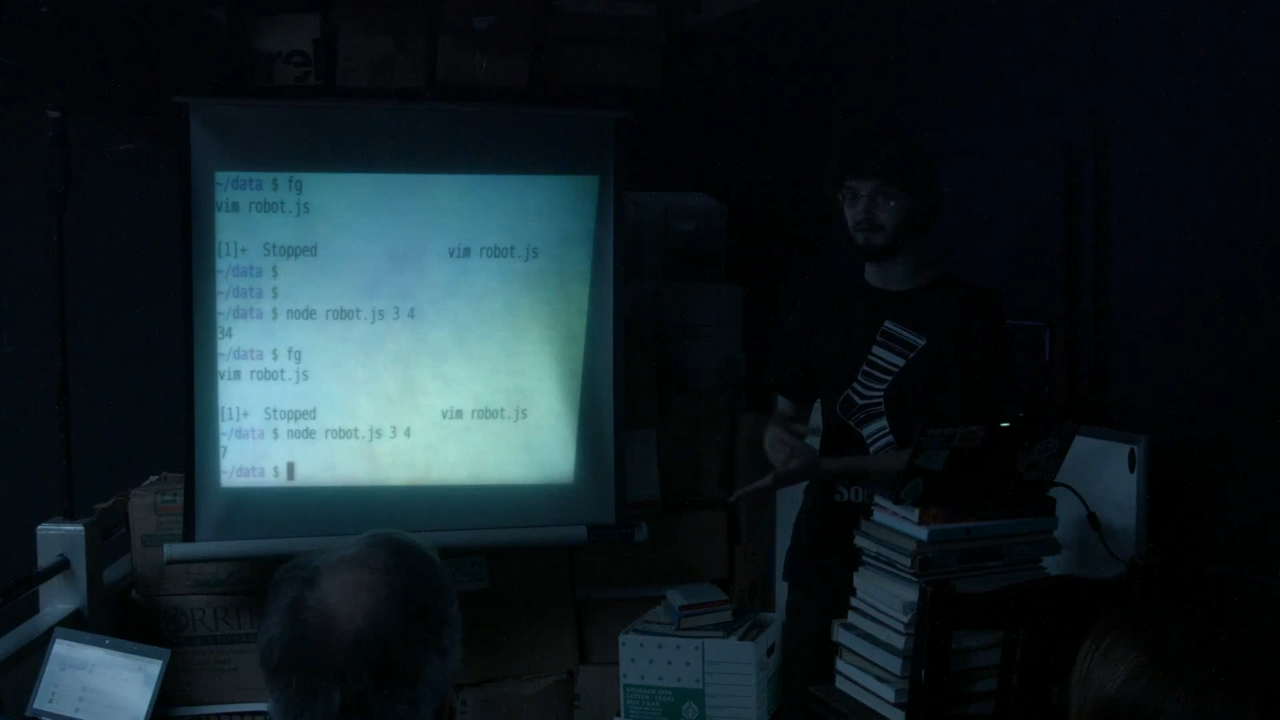 ~/data $ fg
vim robot.js
[1]+  Stopped                 vim robot.js
~/data $
~/data $
~/data $ node robot.js 3 4
34
~/data $ fg
vim robot.js
[1]+  Stopped                 vim robot.js
~/data $ node robot.js 3 4
7
~/data $